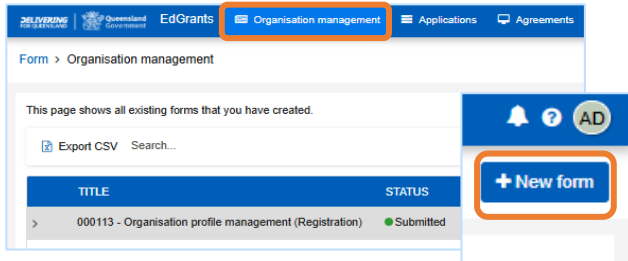 DELIVERING
FOR QUEENSLAND
Queensland
Government
EdGrants
Organisation management
Applications
Agreements
Form > Organisation management
This page shows all existing forms that you have created.
Export CSV Search...
AD
+ New form
TITLE STATUS
> 000113 - Organisation profile management (Registration) Submitted